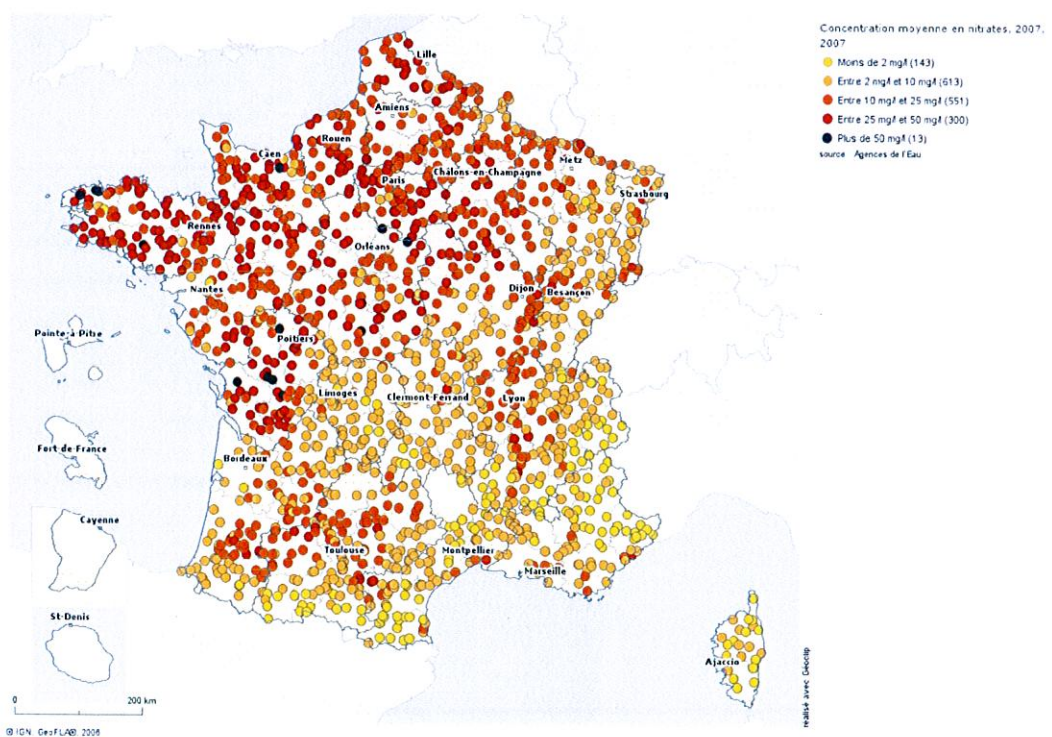 Concentration moyenne en nitrates, 2007,
2007
Moins de 2 mg/l (143)
Entre 2 mg/l et 10 mg/l (613)
Entre 10 mg/l et 25 mg/l (551)
Entre 25 mg/l et 50 mg/l (300)
Plus de 50 mg/l (13)
source Agences de l'Eau
Lille
Amiens
Rouen
Caen
Metz
Paris
Châlons-en-Champagne
Strasbourg
Rennes
Orléans
Nantes
Dijon
Besançon
Pointe-à-Pitre
Poitiers
Limoges
Clermont-Ferrand
Lyon
Fort-de-France
Bordeaux
Cayenne
Toulouse
Montpellier
Marseille
St-Denis
Ajaccio
réalisé avec Géoclip
0 200 km
© IGN GeoFLA®, 2006